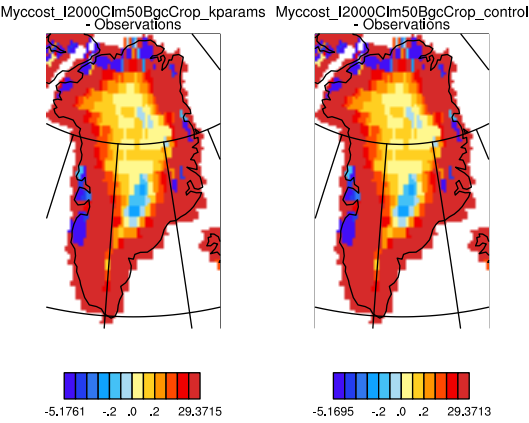 Myccost_I2000Clm50BgcCrop_kparams
- Observations
Myccost_I2000Clm50BgcCrop_control
- Observations
-5.1761 -.2 .0 .2 29.3715
-5.1695 -.2 .0 .2 29.3713